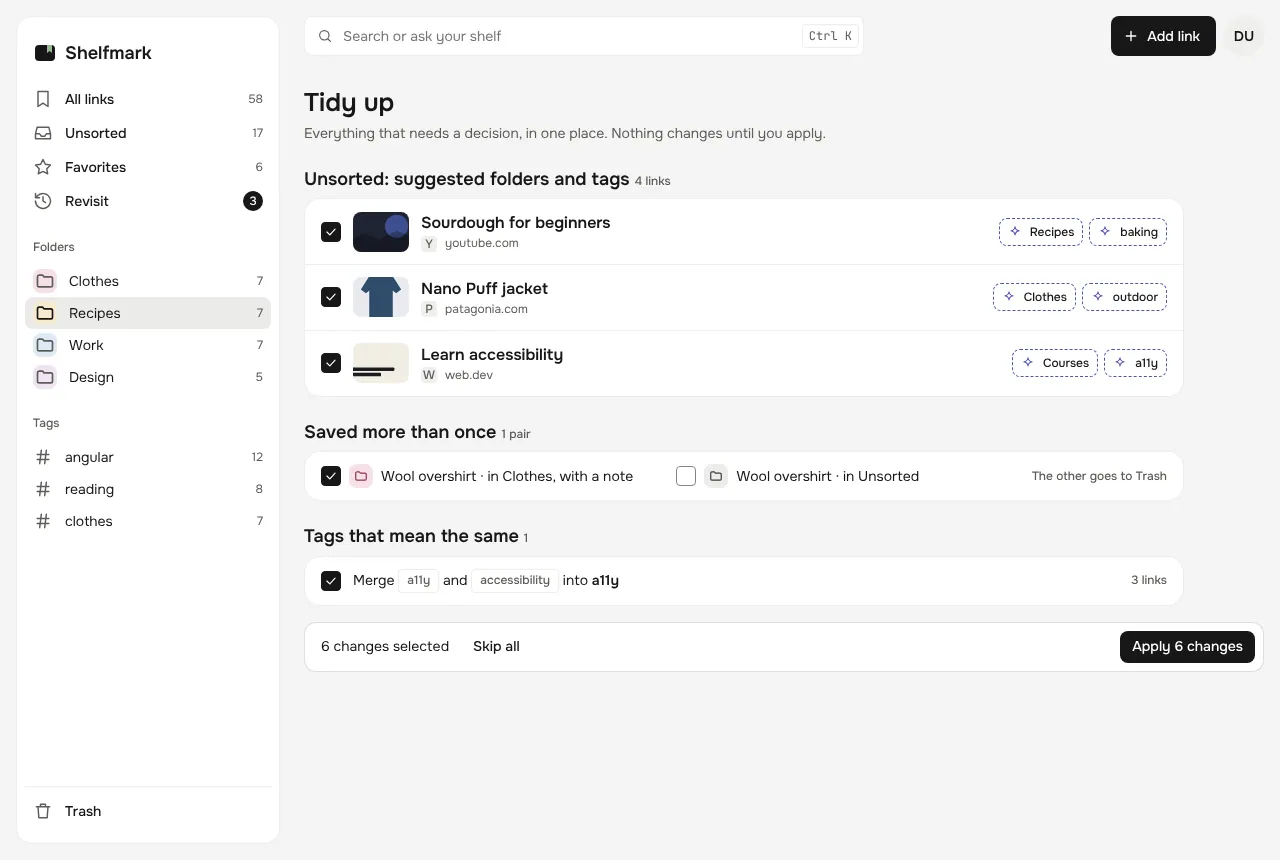 Shelfmark
Search or ask your shelf Ctrl K
Add link
DU
All links 58
Unsorted 17
Favorites 6
Revisit 3
Folders
Clothes 7
Recipes 7
Work 7
Design 5
Tags
angular 12
reading 8
clothes 7
Trash
Tidy up
Everything that needs a decision, in one place. Nothing changes until you apply.
Unsorted: suggested folders and tags 4 links
Sourdough for beginners
Y youtube.com
Recipes baking
Nano Puff jacket
P patagonia.com
Clothes outdoor
Learn accessibility
W web.dev
Courses a11y
Saved more than once 1 pair
Wool overshirt · in Clothes, with a note Wool overshirt · in Unsorted The other goes to Trash
Tags that mean the same 1
Merge a11y and accessibility into a11y 3 links
6 changes selected Skip all Apply 6 changes